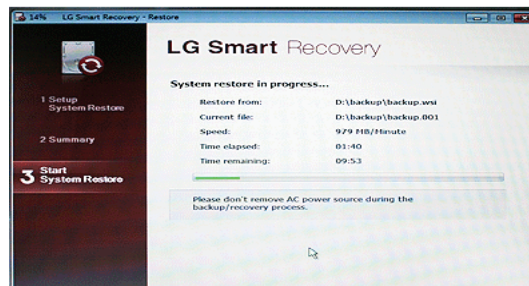 14% LG Smart Recovery - Restore
LG Smart Recovery
System restore in progress...
1 Setup
System Restore
Restore from: D:\backup\backup.wsi
Current file: D:\backup\backup.001
Speed: 979 MB/Minute
2 Summary
Time elapsed: 01:40
Time remaining: 09:53
3 Start
System Restore
Please don't remove AC power source during the
backup/recovery process.